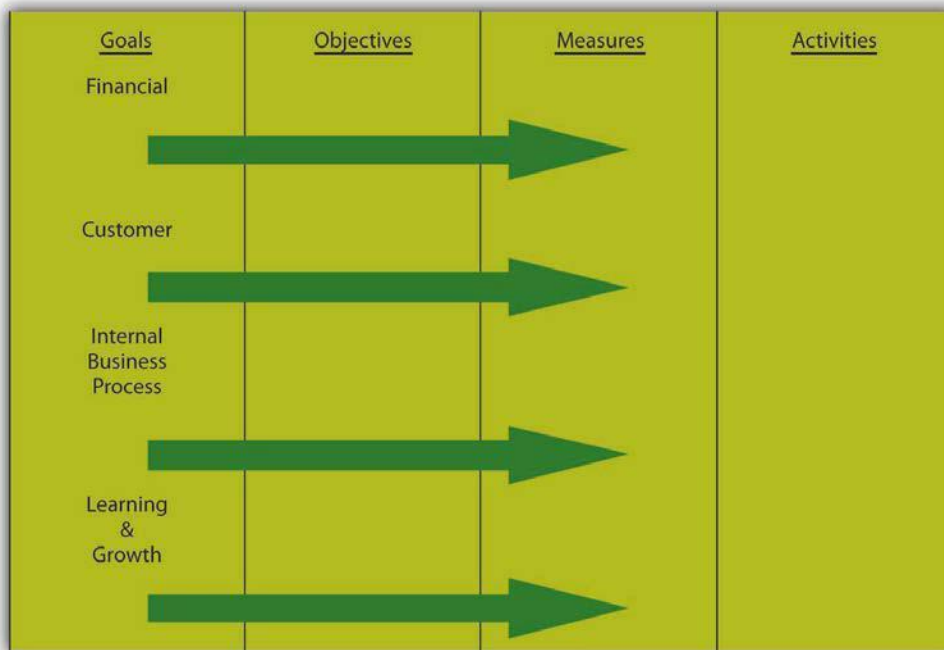 Goals
Objectives
Measures
Activities
Financial
Customer
Internal
Business
Process
Learning
&
Growth